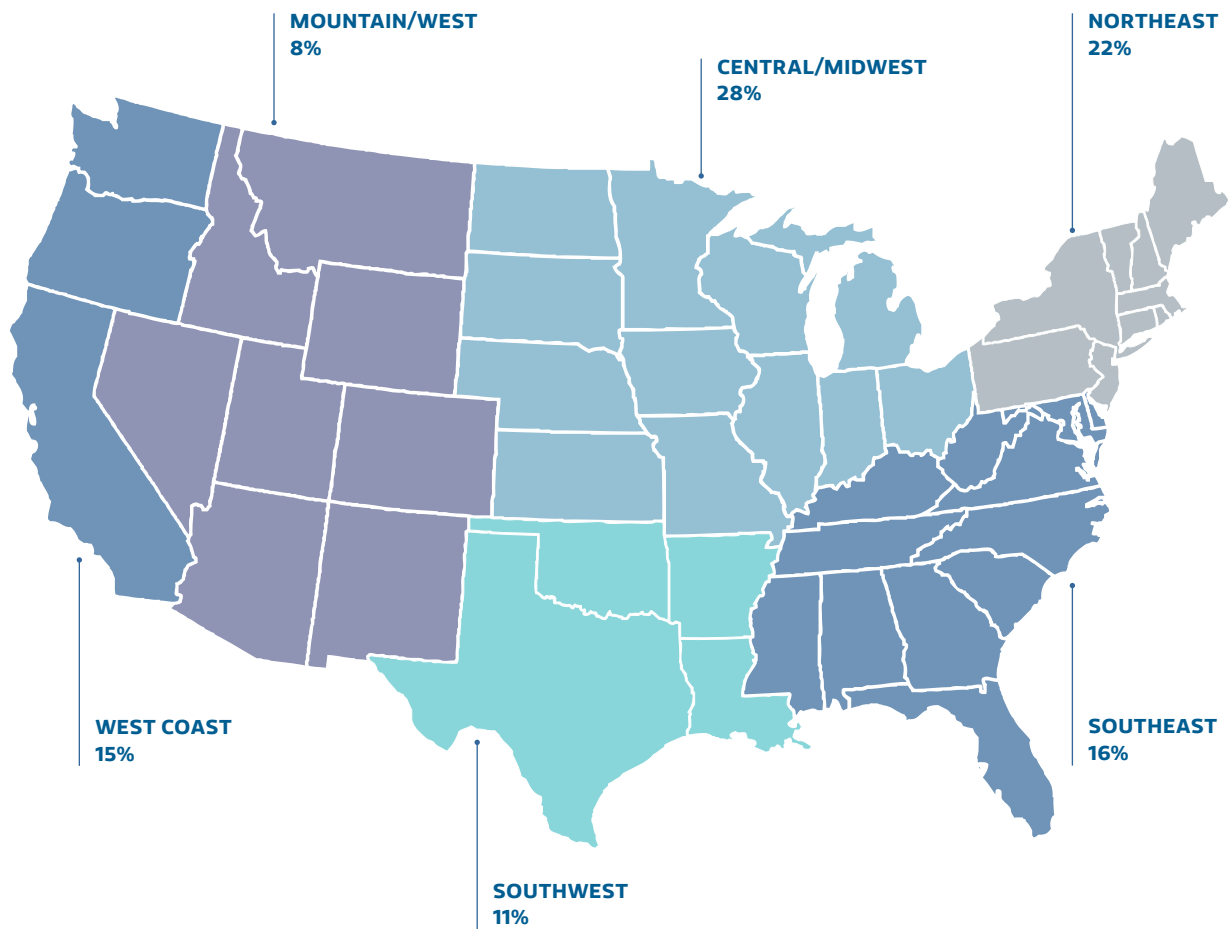 MOUNTAIN/WEST
8%
CENTRAL/MIDWEST
28%
NORTHEAST
22%
WEST COAST
15%
SOUTHWEST
11%
SOUTHEAST
16%